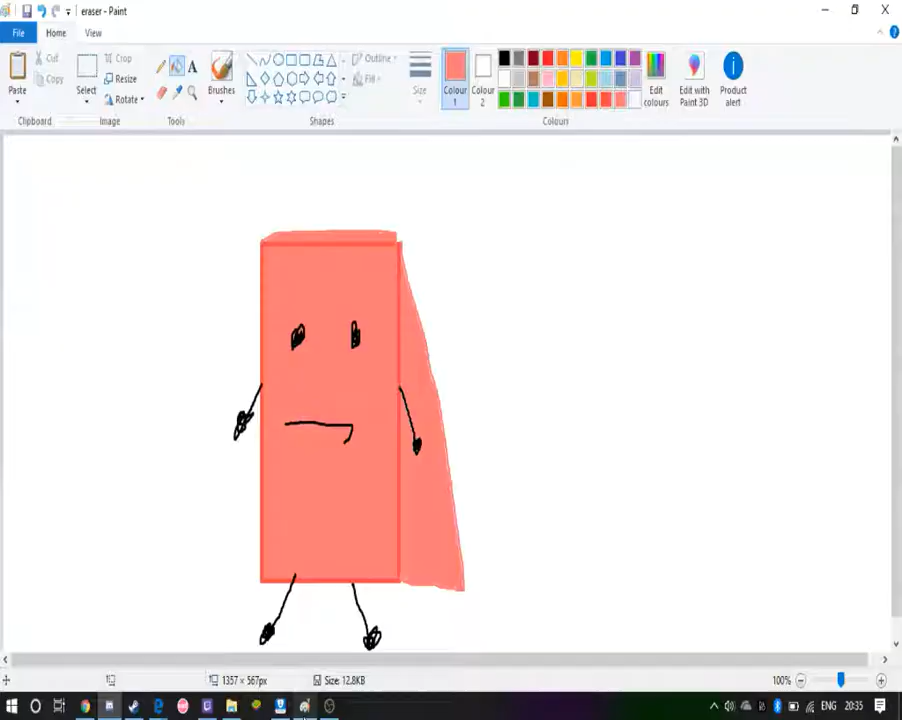 eraser - Paint
File Home View
Cut
Copy
Paste
Clipboard
Crop
Resize
Rotate
Select
Image
A
Tools
Brushes
Outline
Fill
Shapes
Size
Colour
1
Colour
2
Edit
colours
Edit with
Paint 3D
Product
alert
Colours
1357 × 567px
Size: 12.8KB
100%
ENG 20:35